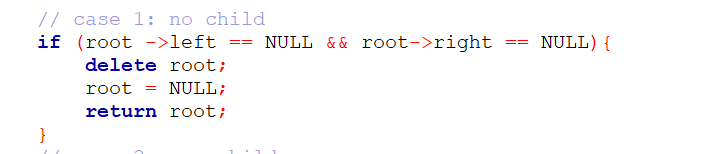 // case 1: no child
if (root ->left == NULL && root->right == NULL){
delete root;
root = NULL;
return root;
}